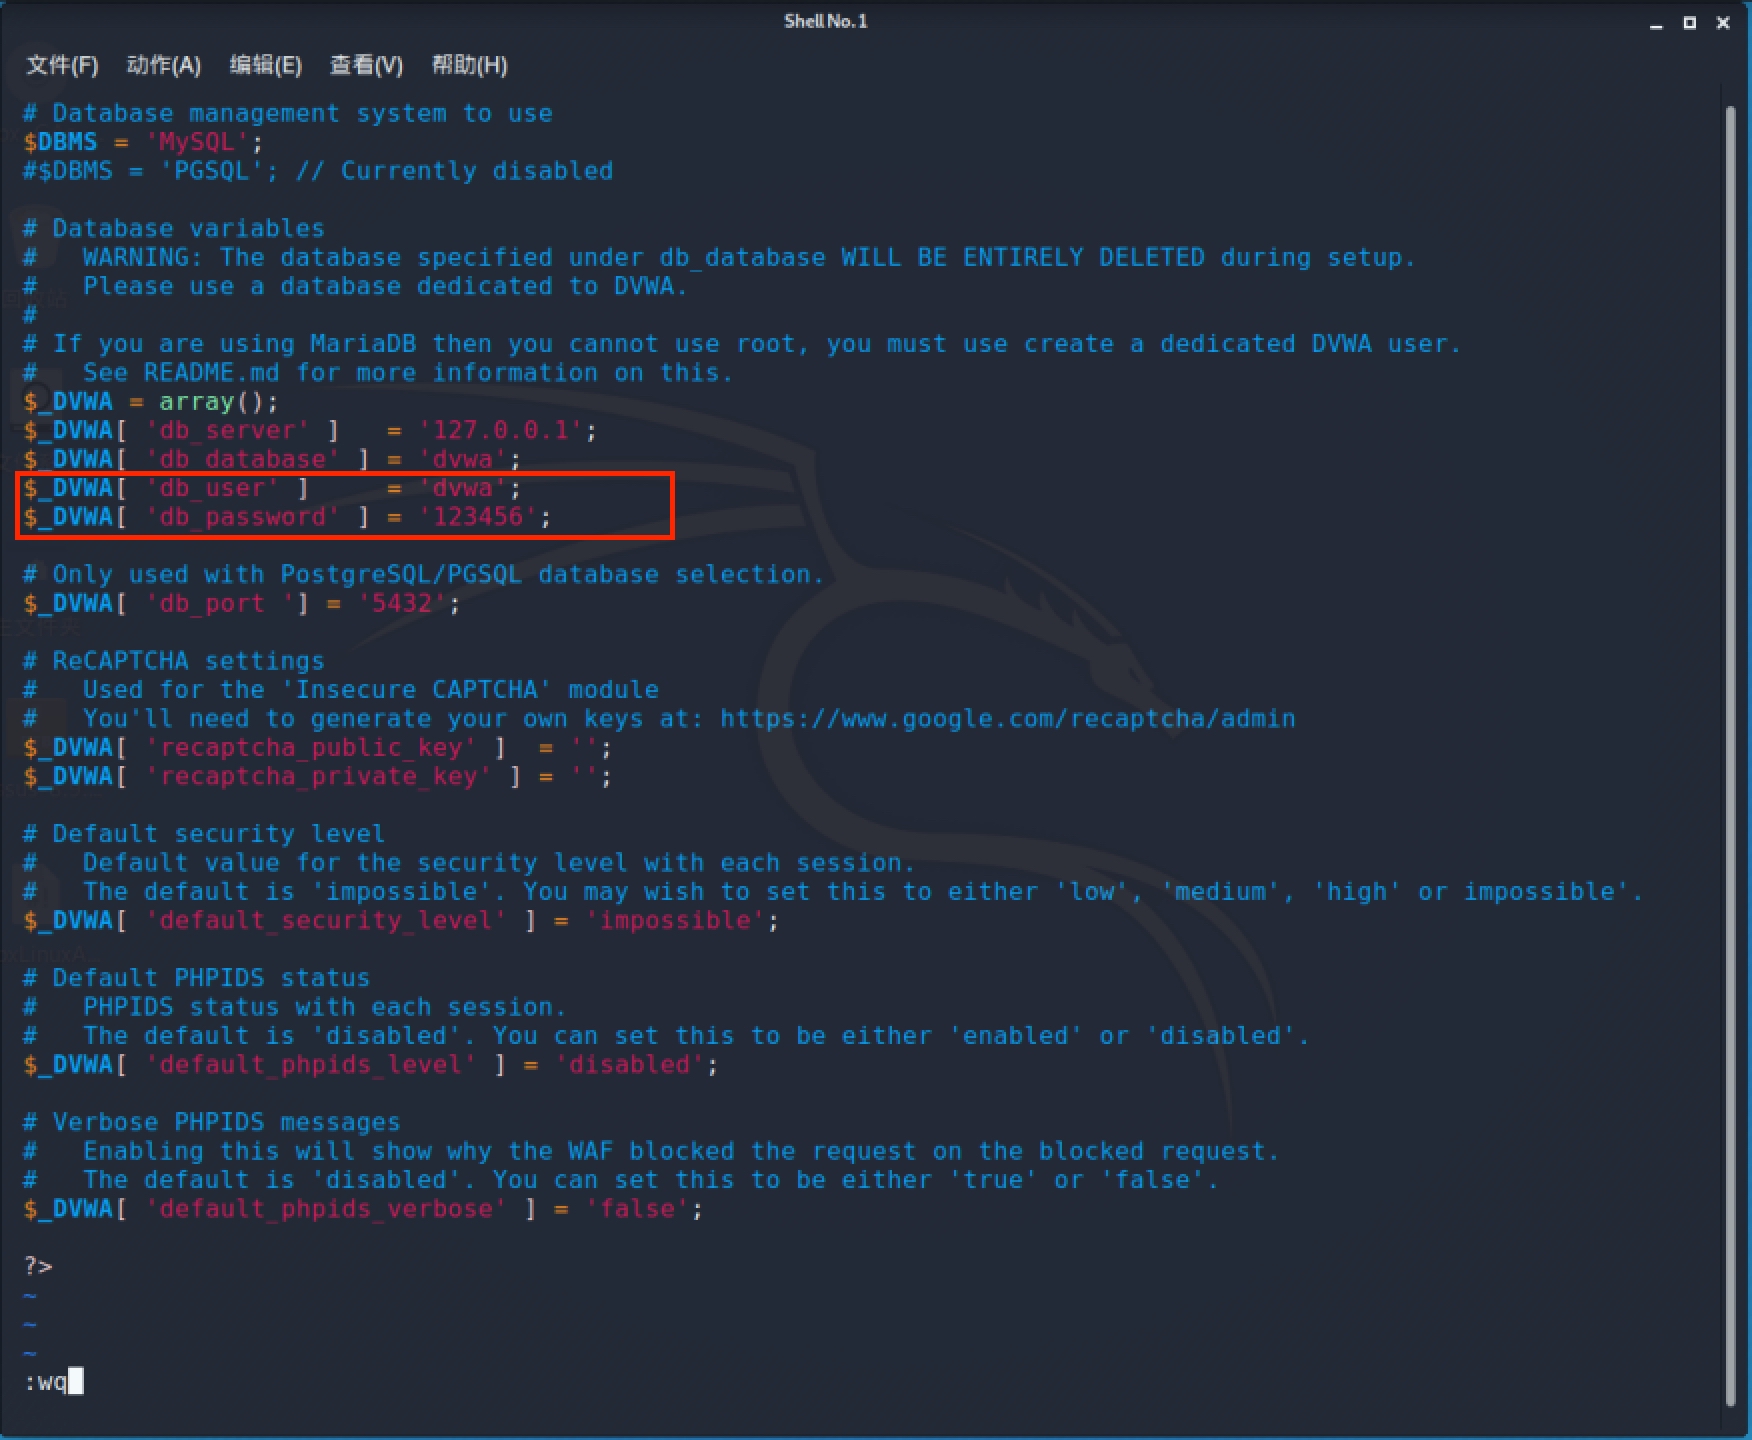 Shell No.1
文件(F) 动作(A) 编辑(E) 查看(V) 帮助(H)
# Database management system to use
$DBMS = 'MySQL';
#$DBMS = 'PGSQL'; // Currently disabled
# Database variables
#   WARNING: The database specified under db_database WILL BE ENTIRELY DELETED during setup.
#   Please use a database dedicated to DVWA.
#
# If you are using MariaDB then you cannot use root, you must use create a dedicated DVWA user.
#   See README.md for more information on this.
$_DVWA = array();
$_DVWA[ 'db_server' ]   = '127.0.0.1';
$_DVWA[ 'db_database' ] = 'dvwa';
$_DVWA[ 'db_user' ]     = 'dvwa';
$_DVWA[ 'db_password' ] = '123456';
# Only used with PostgreSQL/PGSQL database selection.
$_DVWA[ 'db_port '] = '5432';
# ReCAPTCHA settings
#   Used for the 'Insecure CAPTCHA' module
#   You'll need to generate your own keys at: https://www.google.com/recaptcha/admin
$_DVWA[ 'recaptcha_public_key' ]  = '';
$_DVWA[ 'recaptcha_private_key' ] = '';
# Default security level
#   Default value for the security level with each session.
#   The default is 'impossible'. You may wish to set this to either 'low', 'medium', 'high' or impossible'.
$_DVWA[ 'default_security_level' ] = 'impossible';
# Default PHPIDS status
#   PHPIDS status with each session.
#   The default is 'disabled'. You can set this to be either 'enabled' or 'disabled'.
$_DVWA[ 'default_phpids_level' ] = 'disabled';
# Verbose PHPIDS messages
#   Enabling this will show why the WAF blocked the request on the blocked request.
#   The default is 'disabled'. You can set this to be either 'true' or 'false'.
$_DVWA[ 'default_phpids_verbose' ] = 'false';
?>
~
~
~
:wq